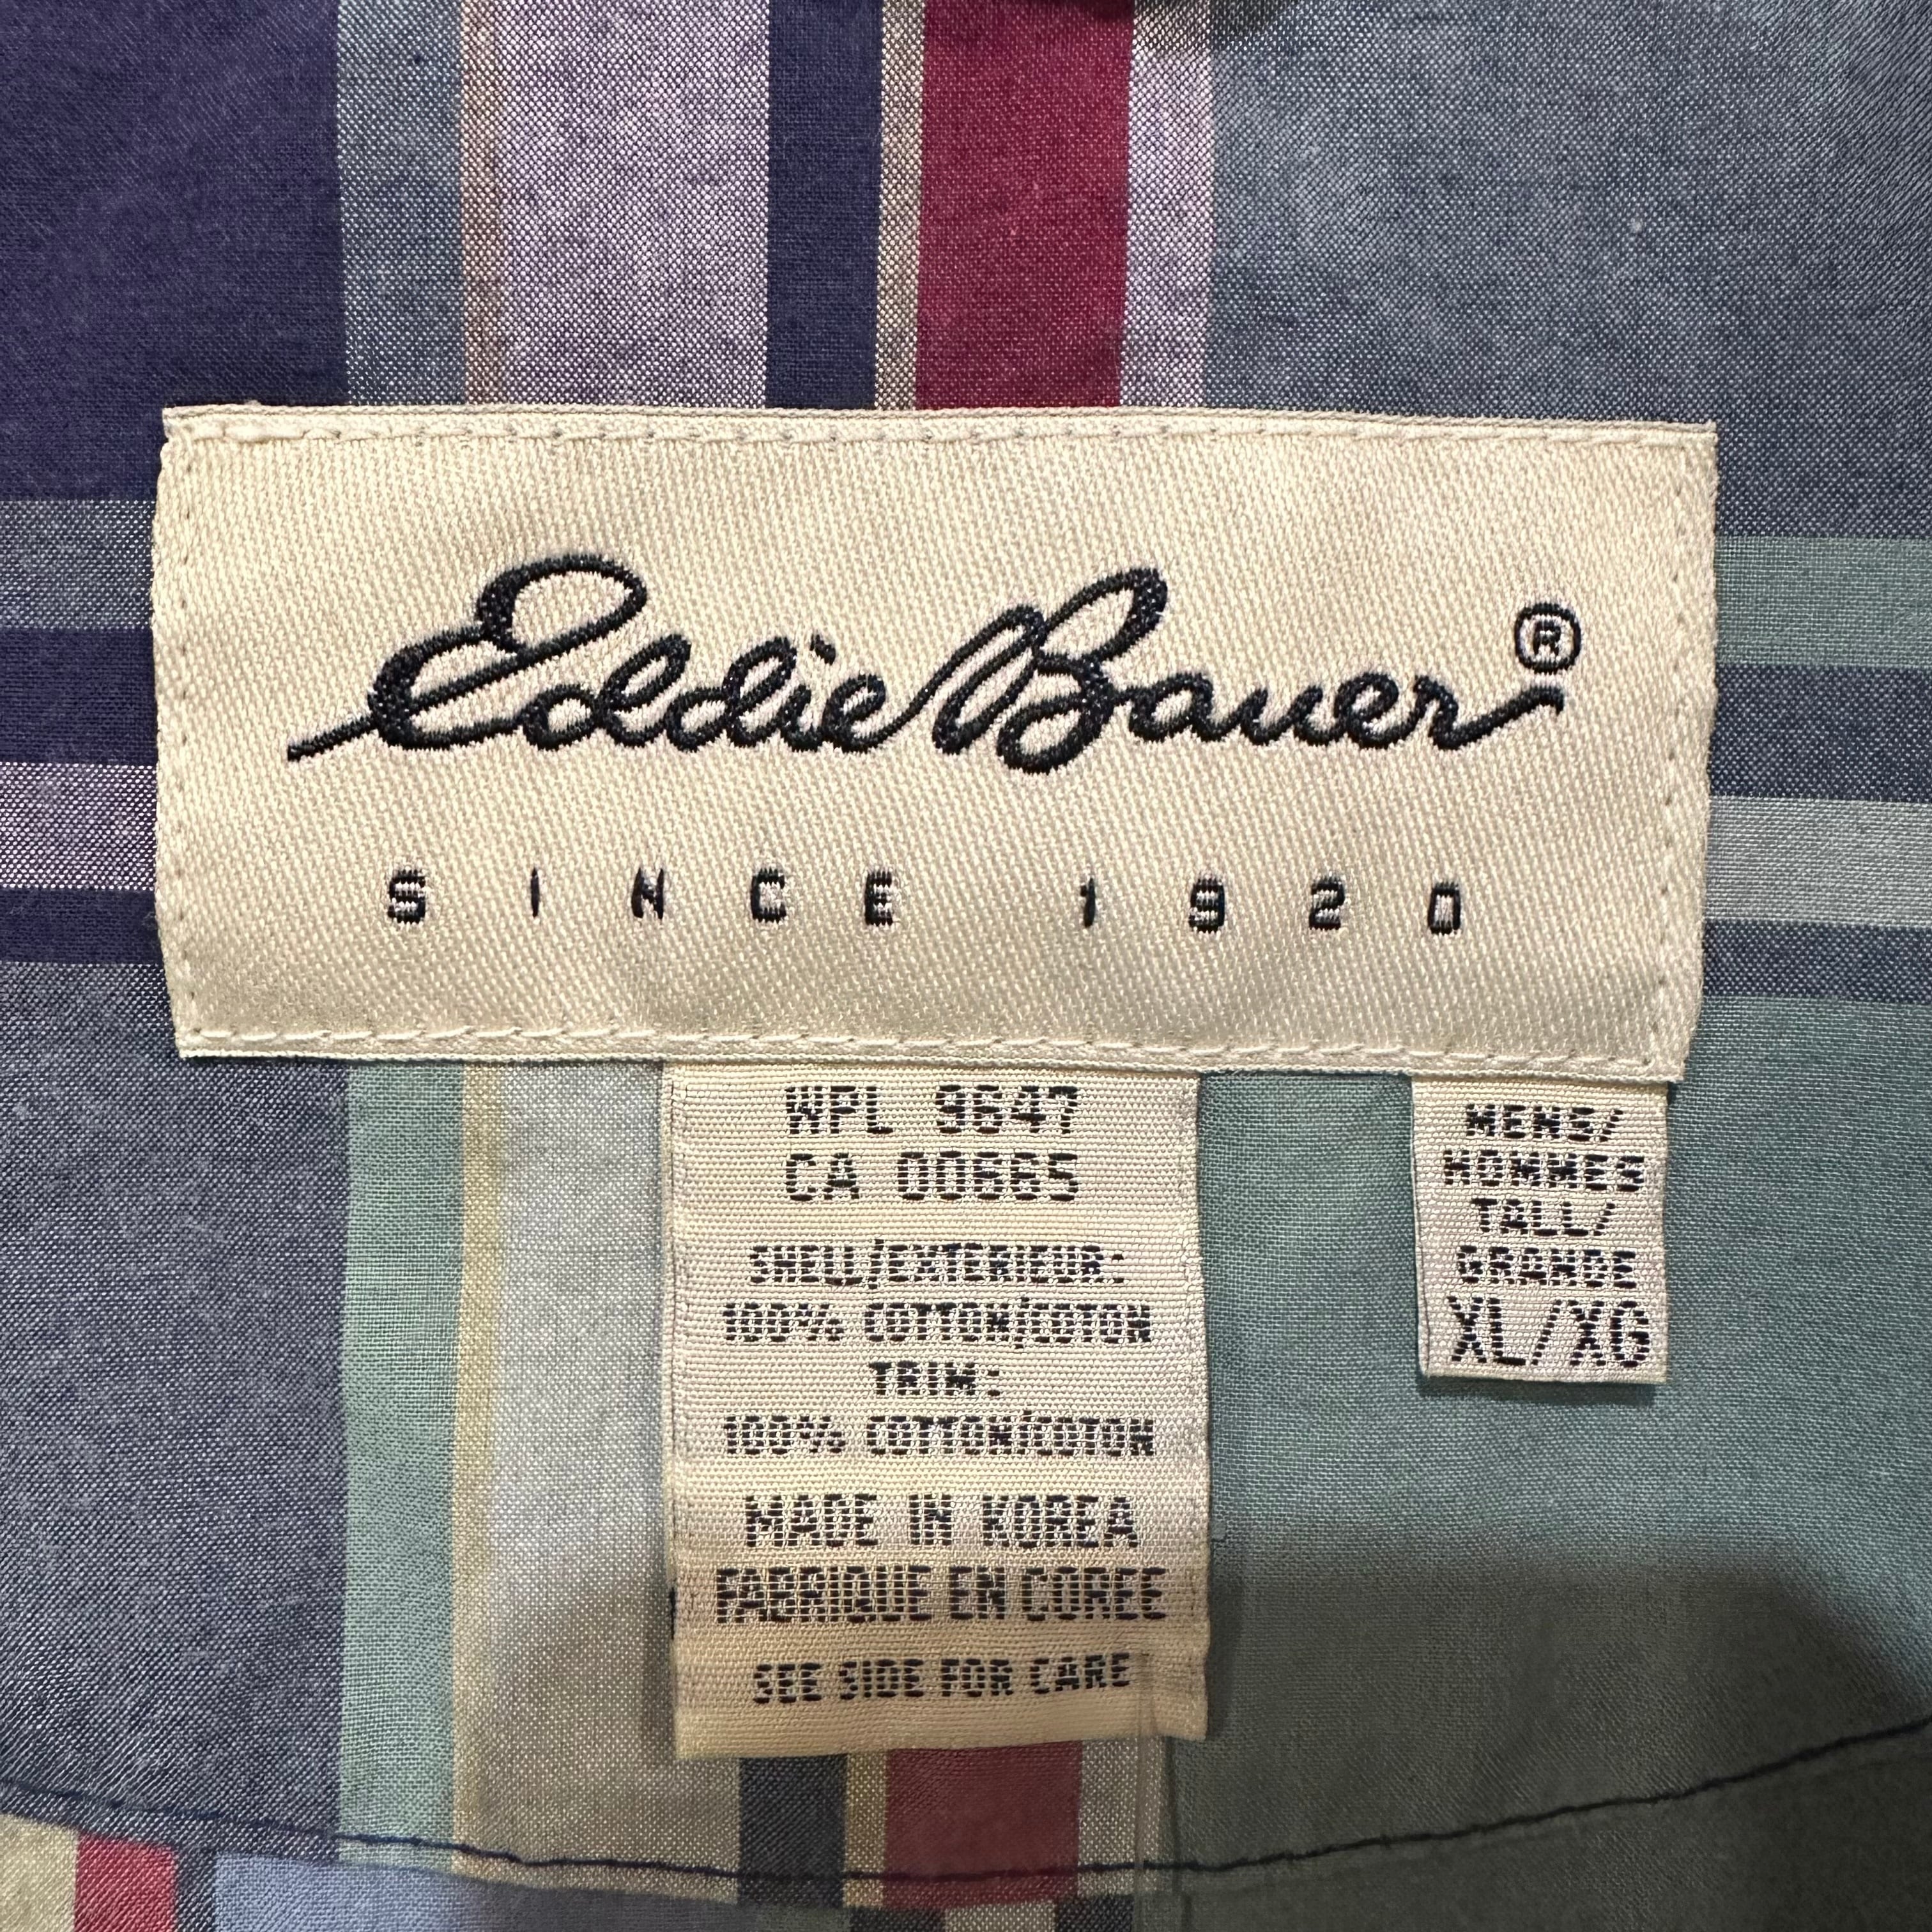 Eddie Bauer®
SINCE 1920
WPL 9647
CA 00665
SHELL/EXTERIEUR:
100% COTTON/COTON
TRIM:
100% COTTON/COTON
MADE IN KOREA
FABRIQUE EN COREE
SEE SIDE FOR CARE
MENS/
HOMMES
TALL/
GRANDE
XL/XG